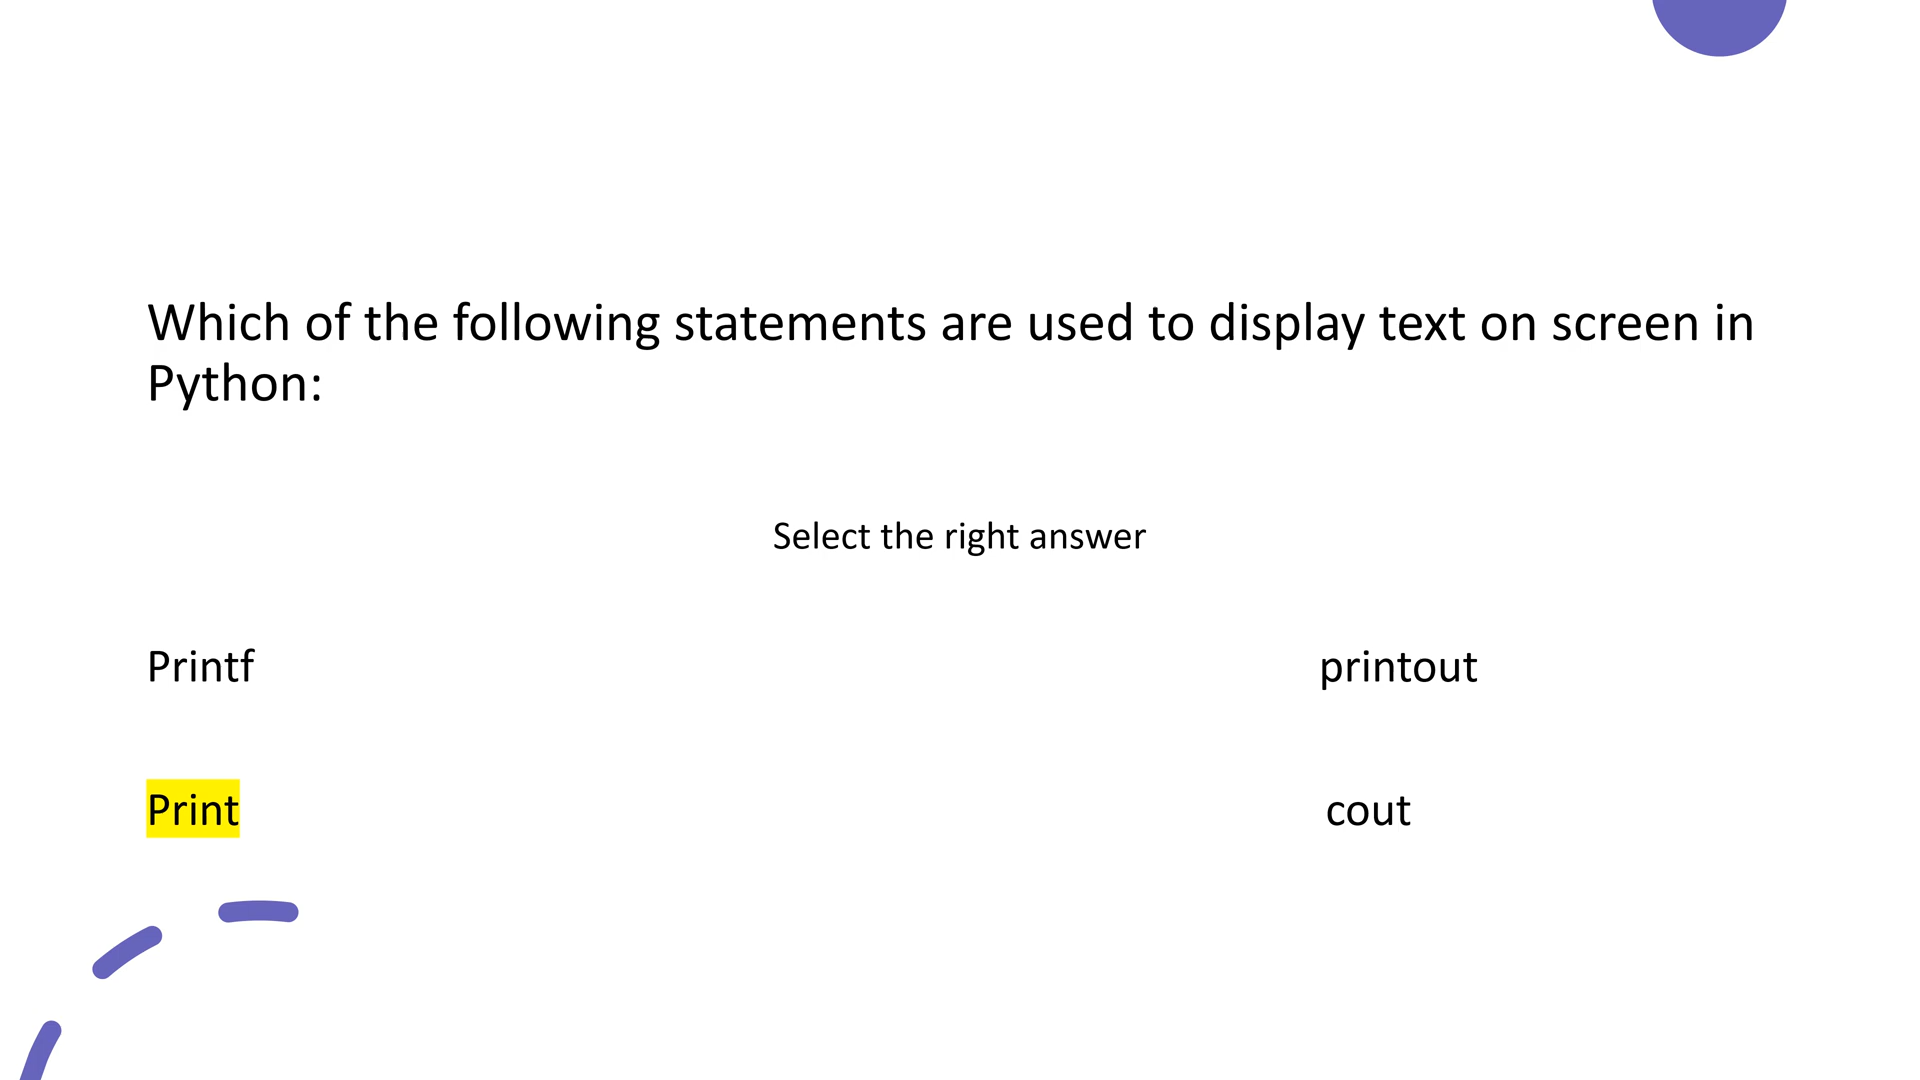 Which of the following statements are used to display text on screen in
Python:
Select the right answer
Printf
printout
Print
cout